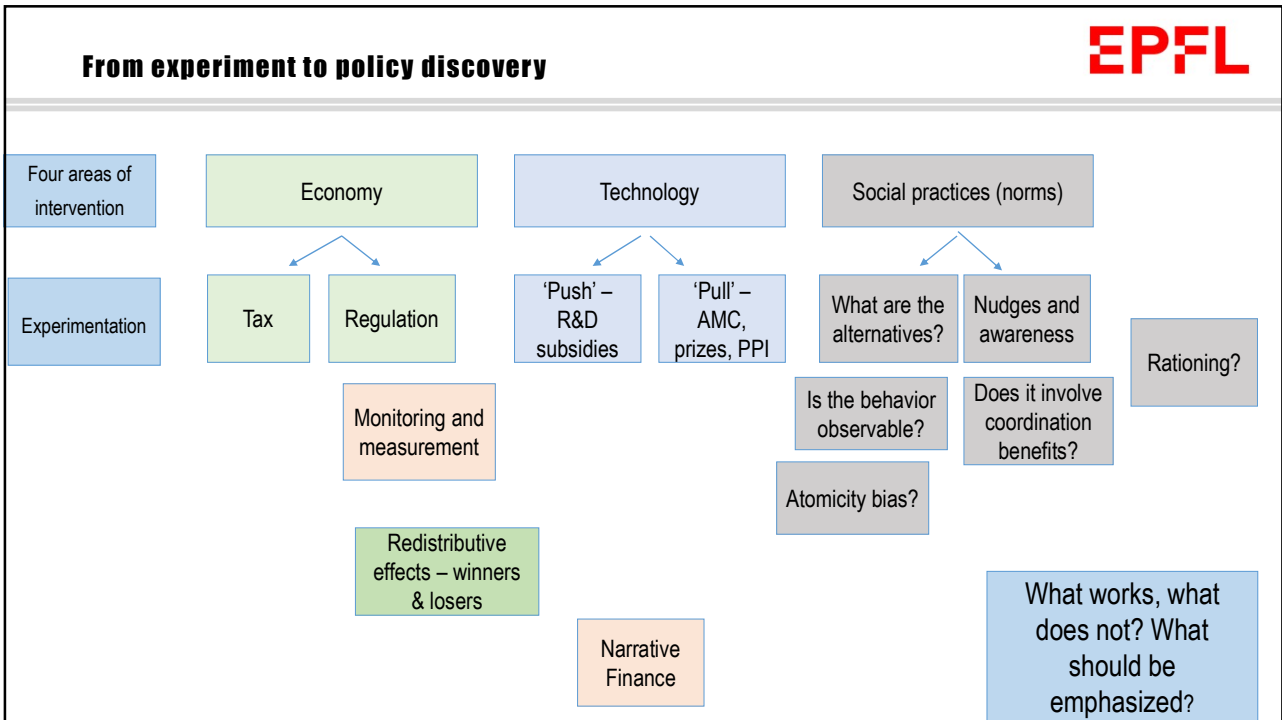 From experiment to policy discovery
EPFL
Four areas of
intervention
Economy
Technology
Social practices (norms)
Experimentation
Tax
Regulation
‘Push’ –
R&D
subsidies
‘Pull’ –
AMC,
prizes, PPI
What are the
alternatives?
Nudges and
awareness
Rationing?
Monitoring and
measurement
Is the behavior
observable?
Does it involve
coordination
benefits?
Atomicity bias?
Redistributive
effects – winners
& losers
Narrative
Finance
What works, what
does not? What
should be
emphasized?